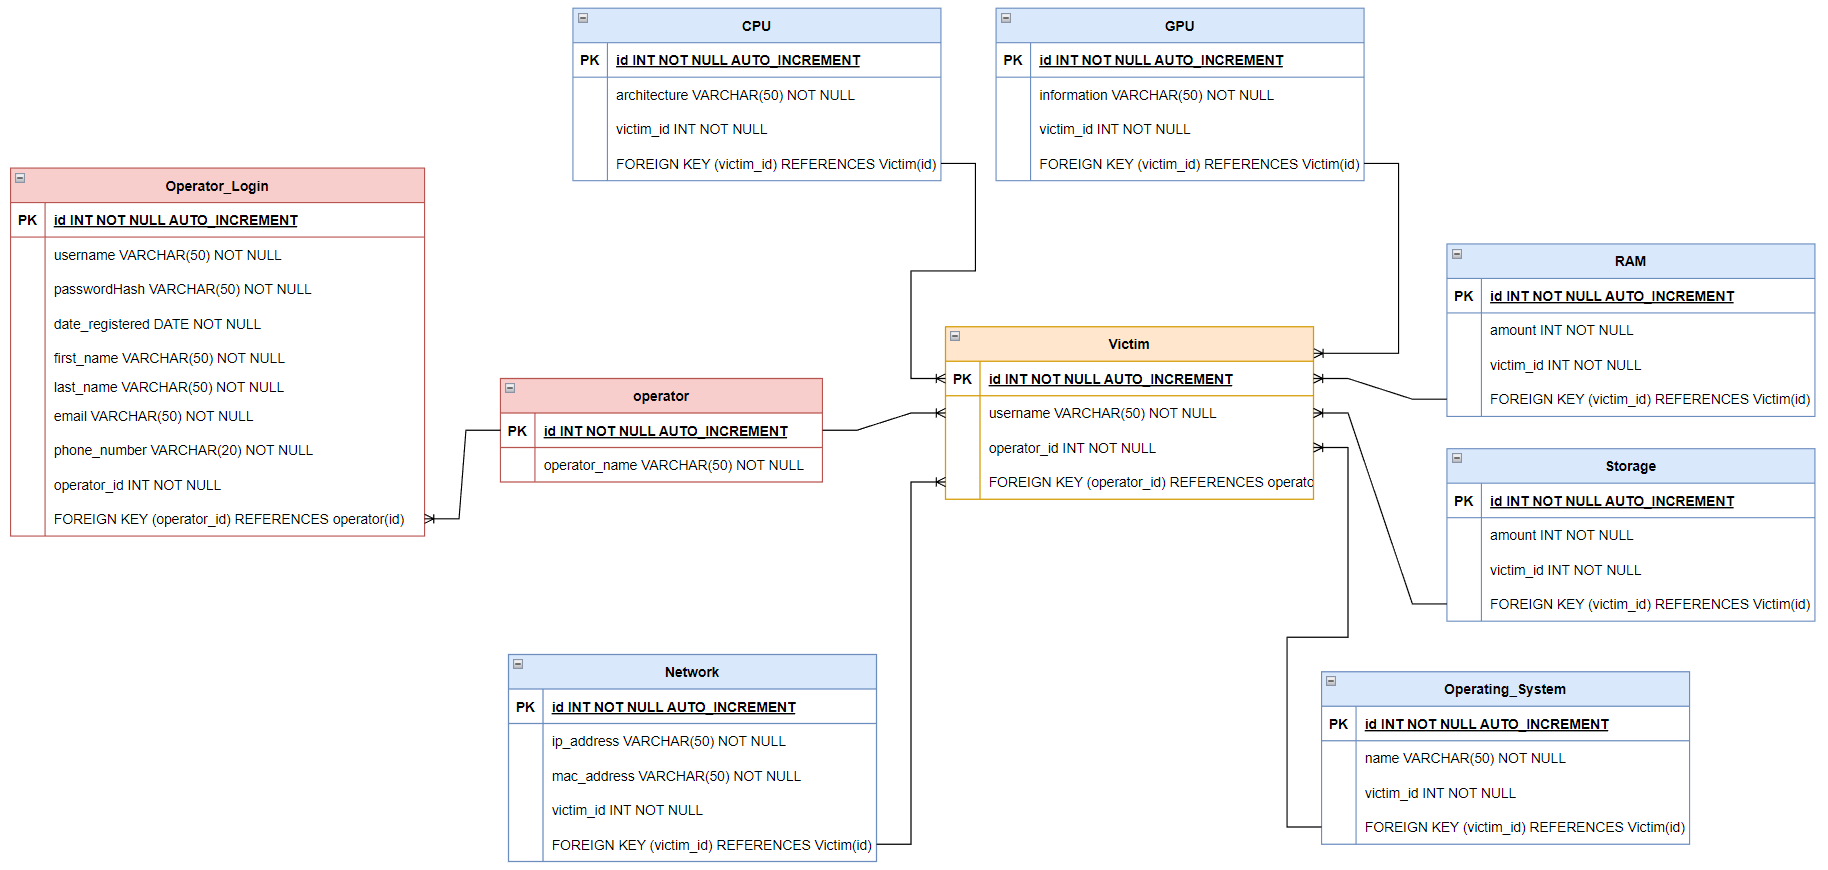 CPU
PK id INT NOT NULL AUTO_INCREMENT
architecture VARCHAR(50) NOT NULL
victim_id INT NOT NULL
FOREIGN KEY (victim_id) REFERENCES Victim(id)
GPU
PK id INT NOT NULL AUTO_INCREMENT
information VARCHAR(50) NOT NULL
victim_id INT NOT NULL
FOREIGN KEY (victim_id) REFERENCES Victim(id)
Operator_Login
PK id INT NOT NULL AUTO_INCREMENT
username VARCHAR(50) NOT NULL
passwordHash VARCHAR(50) NOT NULL
date_registered DATE NOT NULL
first_name VARCHAR(50) NOT NULL
last_name VARCHAR(50) NOT NULL
email VARCHAR(50) NOT NULL
phone_number VARCHAR(20) NOT NULL
operator_id INT NOT NULL
FOREIGN KEY (operator_id) REFERENCES operator(id)
operator
PK id INT NOT NULL AUTO_INCREMENT
operator_name VARCHAR(50) NOT NULL
Victim
PK id INT NOT NULL AUTO_INCREMENT
username VARCHAR(50) NOT NULL
operator_id INT NOT NULL
FOREIGN KEY (operator_id) REFERENCES operato
RAM
PK id INT NOT NULL AUTO_INCREMENT
amount INT NOT NULL
victim_id INT NOT NULL
FOREIGN KEY (victim_id) REFERENCES Victim(id)
Storage
PK id INT NOT NULL AUTO_INCREMENT
amount INT NOT NULL
victim_id INT NOT NULL
FOREIGN KEY (victim_id) REFERENCES Victim(id)
Network
PK id INT NOT NULL AUTO_INCREMENT
ip_address VARCHAR(50) NOT NULL
mac_address VARCHAR(50) NOT NULL
victim_id INT NOT NULL
FOREIGN KEY (victim_id) REFERENCES Victim(id)
Operating_System
PK id INT NOT NULL AUTO_INCREMENT
name VARCHAR(50) NOT NULL
victim_id INT NOT NULL
FOREIGN KEY (victim_id) REFERENCES Victim(id)